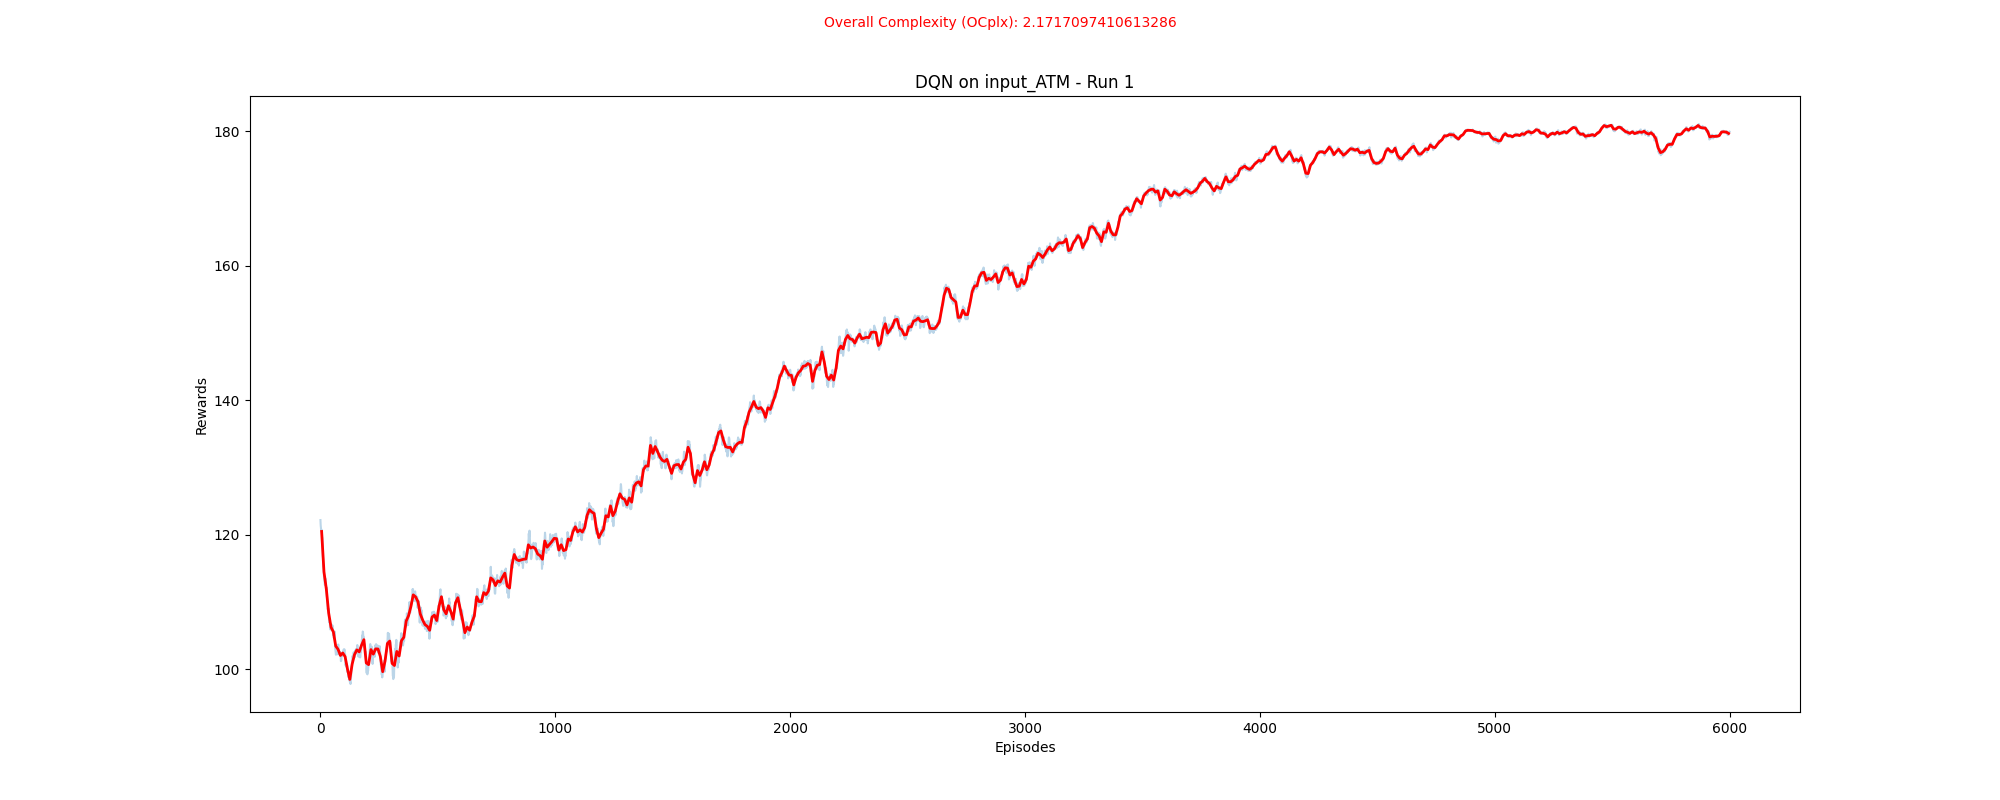 Overall Complexity (OCplx): 2.1717097410613286
DQN on input_ATM - Run 1
180
160
140
120
100
Rewards
0 1000 2000 3000 4000 5000 6000
Episodes